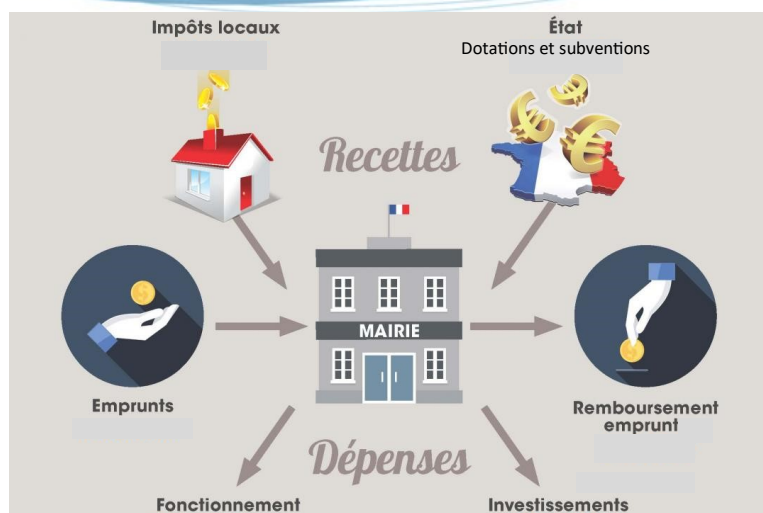 Impôts locaux
État
Dotations et subventions
Recettes
MAIRIE
Emprunts
Remboursement
emprunt
Dépenses
Fonctionnement
Investissements